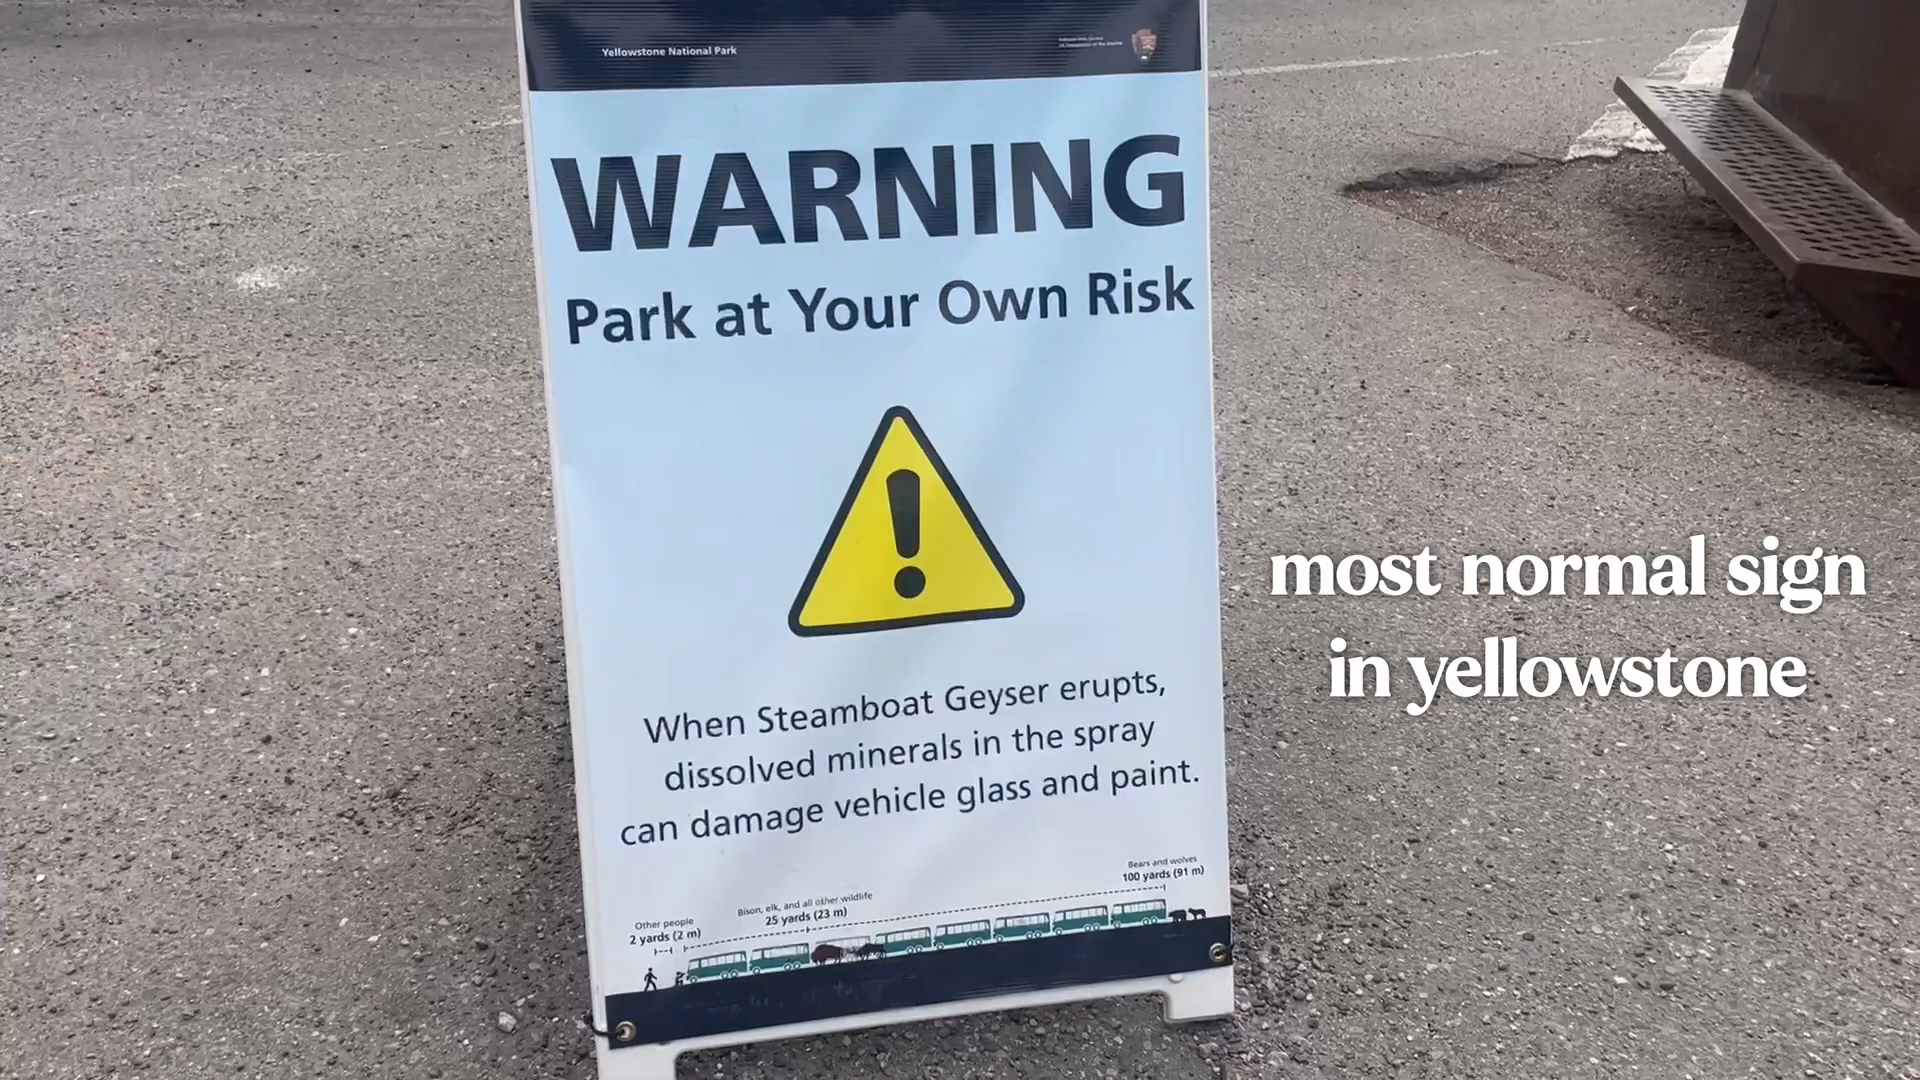 Yellowstone National Park
WARNING
Park at Your Own Risk
When Steamboat Geyser erupts,
dissolved minerals in the spray
can damage vehicle glass and paint.
Other people
2 yards (2 m)
Bison, elk, and all other wildlife
25 yards (23 m)
Bears and wolves
100 yards (91 m)
most normal sign
in yellowstone